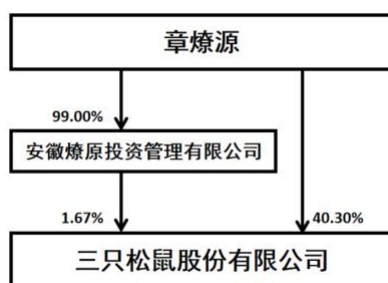 章燎源
99.00%
安徽燎原投资管理有限公司
1.67%
40.30%
三只松鼠股份有限公司